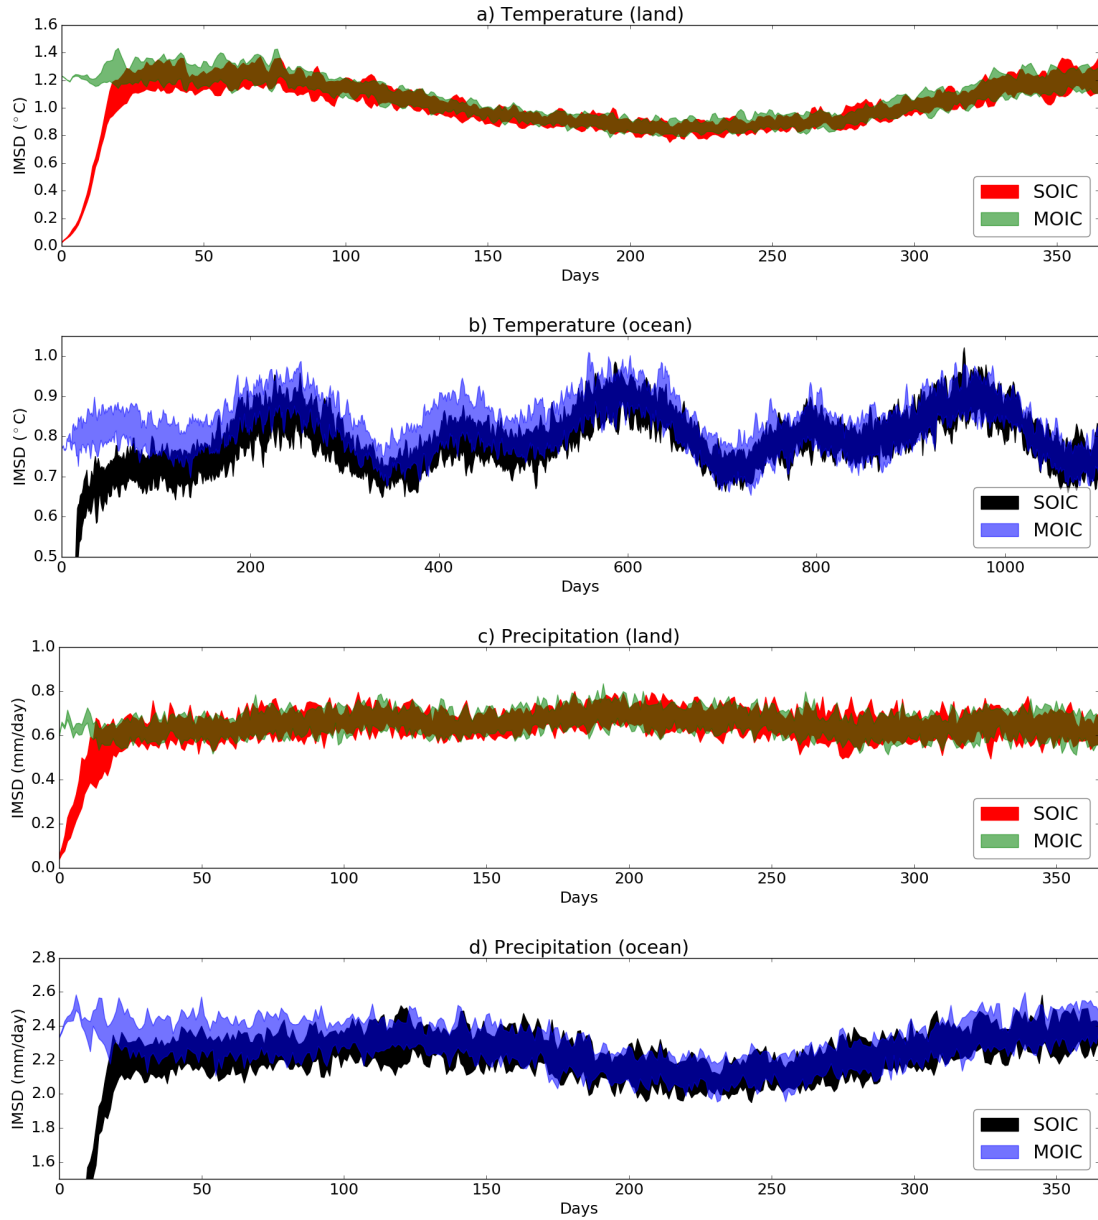 a) Temperature (land)
1.6
1.4
1.2
1.0
0.8
0.6
0.4
0.2
0.0
IMSD (°C)
SOIC
MOIC
0 50 100 150 200 250 300 350
Days
b) Temperature (ocean)
1.0
0.9
0.8
0.7
0.6
0.5
IMSD (°C)
SOIC
MOIC
0 200 400 600 800 1000
Days
c) Precipitation (land)
1.0
0.8
0.6
0.4
0.2
0.0
IMSD (mm/day)
SOIC
MOIC
0 50 100 150 200 250 300 350
Days
d) Precipitation (ocean)
2.8
2.6
2.4
2.2
2.0
1.8
1.6
IMSD (mm/day)
SOIC
MOIC
0 50 100 150 200 250 300 350
Days